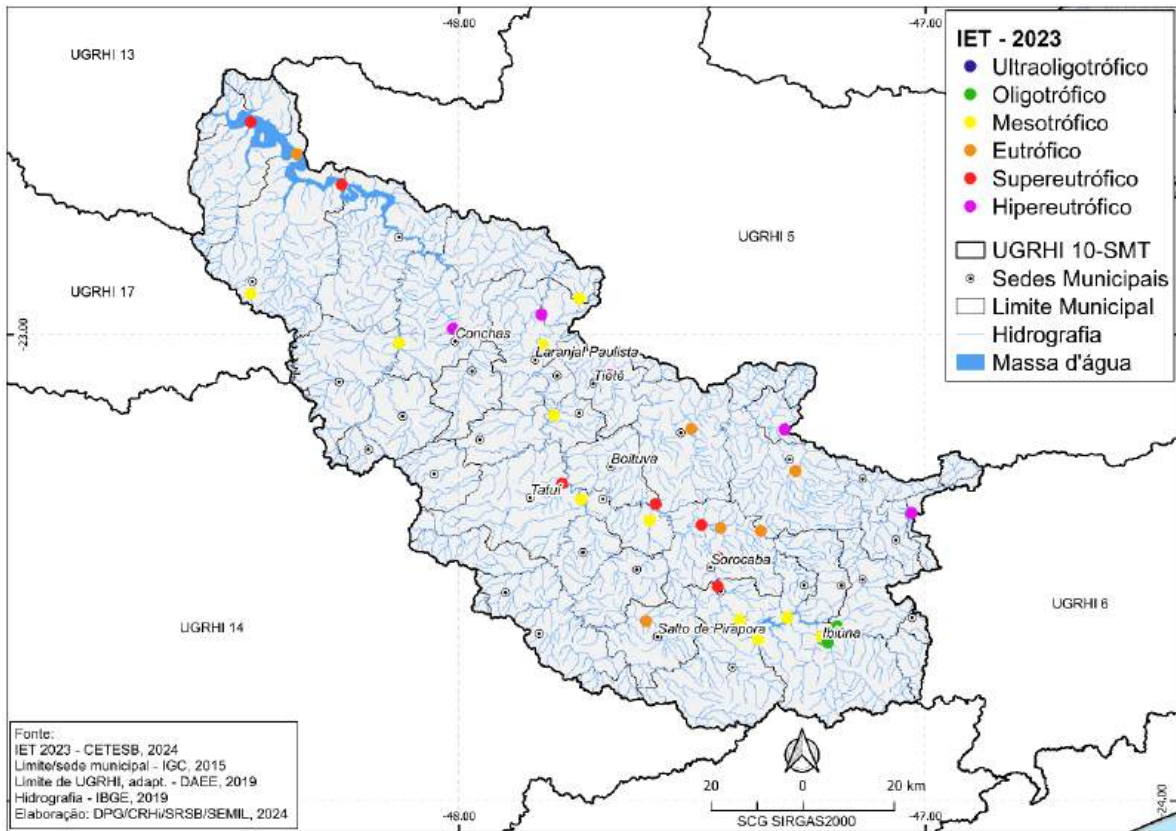 -48.00
-47.00
UGRHI 13
IET - 2023
Ultraoligotrófico
Oligotrófico
Mesotrófico
Eutrófico
Supereutrófico
Hipereutrófico
UGRHI 10-SMT
Sedes Municipais
Limite Municipal
Hidrografia
Massa d'água
UGRHI 5
UGRHI 17
-23.00
Conchas
Laranjal Paulista
Tietê
Boituva
Tatuí
Sorocaba
UGRHI 6
UGRHI 14
Salto de Pirapora
Ibiúna
Fonte:
IET 2023 - CETESB, 2024
Limite/sede municipal - IGC, 2015
Limite de UGRHI, adapt. - DAEE, 2019
Hidrografia - IBGE, 2019
Elaboração: DPG/CRHi/SRSB/SEMIL, 2024
20 0 20 km
SCG SIRGAS2000
-48.00
-47.00
-24.00